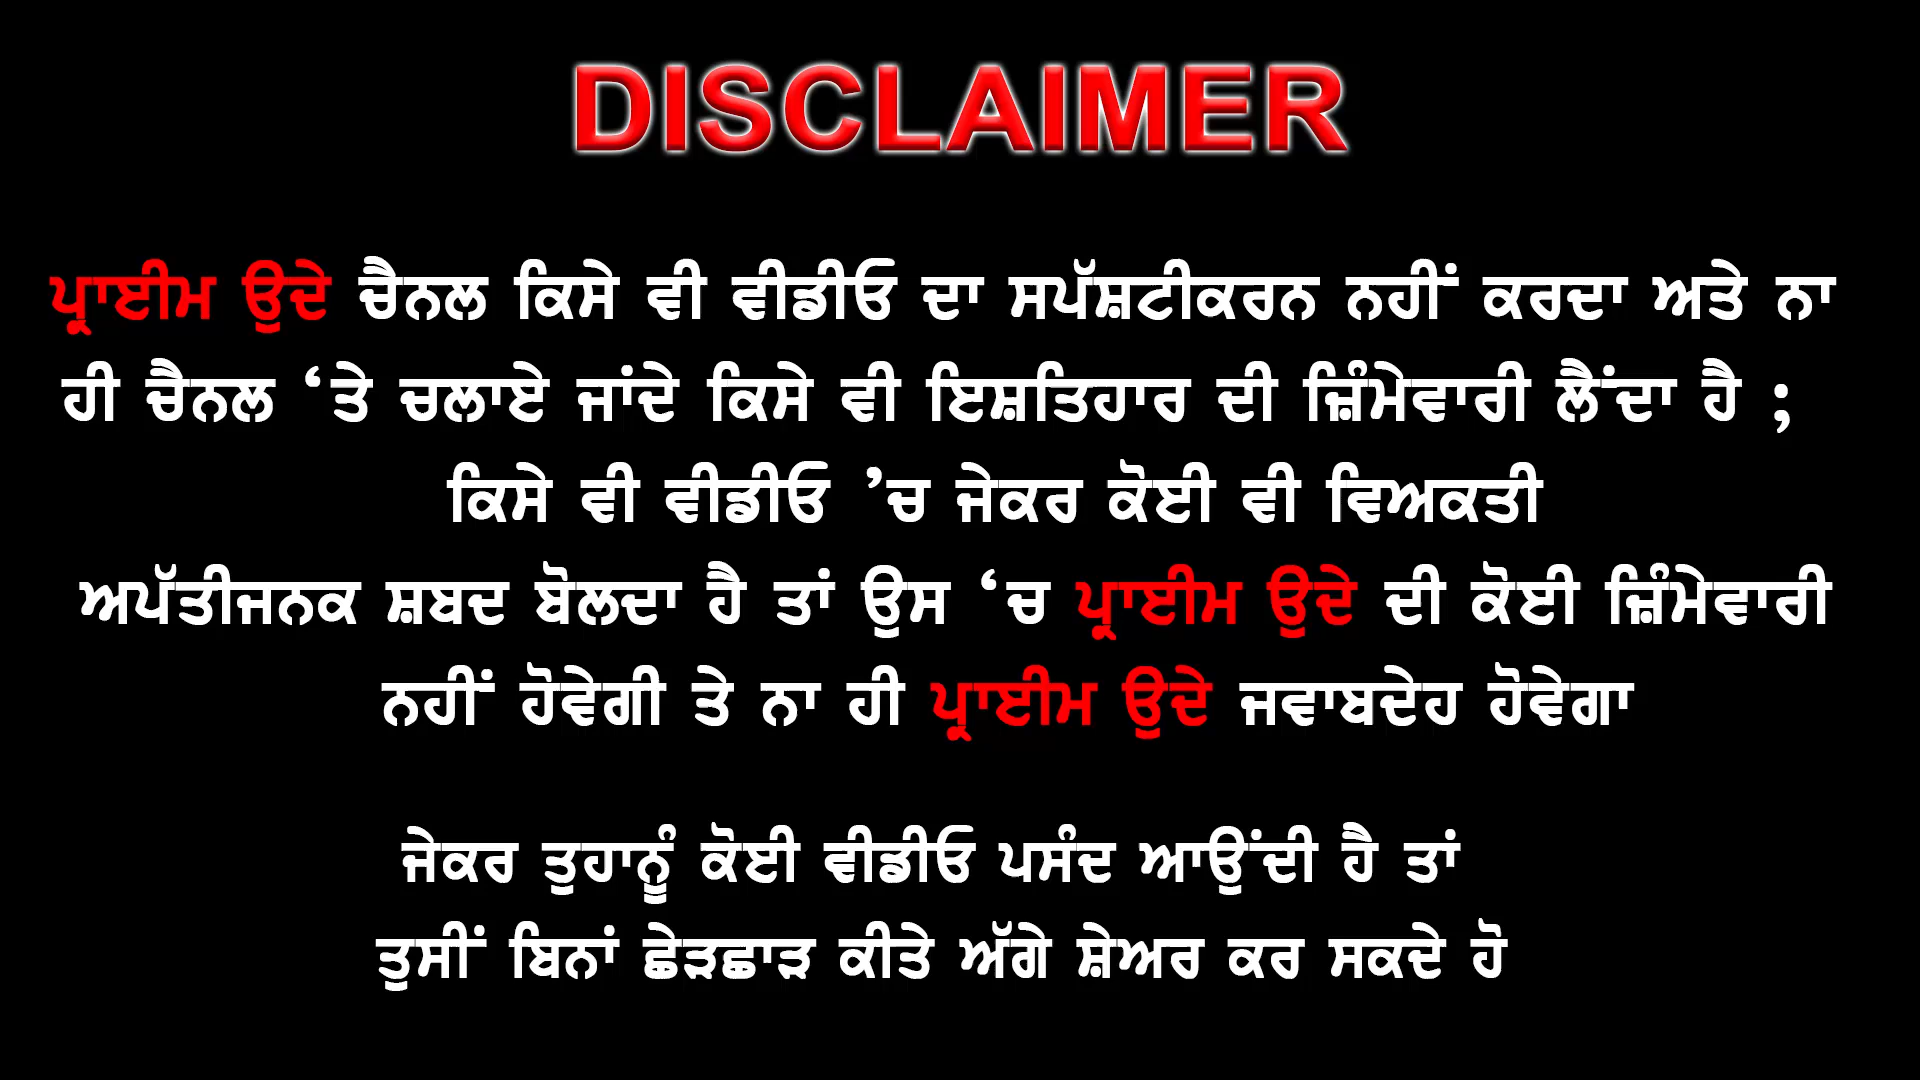 DISCLAIMER
ਪ੍ਰਾਈਮ ਉਦੇ ਚੈਨਲ ਕਿਸੇ ਵੀ ਵੀਡੀਓ ਦਾ ਸਪੱਸ਼ਟੀਕਰਨ ਨਹੀਂ ਕਰਦਾ ਅਤੇ ਨਾ
ਹੀ ਚੈਨਲ ‘ਤੇ ਚਲਾਏ ਜਾਂਦੇ ਕਿਸੇ ਵੀ ਇਸ਼ਤਿਹਾਰ ਦੀ ਜ਼ਿੰਮੇਵਾਰੀ ਲੈਂਦਾ ਹੈ ;
ਕਿਸੇ ਵੀ ਵੀਡੀਓ ’ਚ ਜੇਕਰ ਕੋਈ ਵੀ ਵਿਅਕਤੀ
ਅਪੱਤੀਜਨਕ ਸ਼ਬਦ ਬੋਲਦਾ ਹੈ ਤਾਂ ਉਸ ‘ਚ ਪ੍ਰਾਈਮ ਉਦੇ ਦੀ ਕੋਈ ਜ਼ਿੰਮੇਵਾਰੀ
ਨਹੀਂ ਹੋਵੇਗੀ ਤੇ ਨਾ ਹੀ ਪ੍ਰਾਈਮ ਉਦੇ ਜਵਾਬਦੇਹ ਹੋਵੇਗਾ
ਜੇਕਰ ਤੁਹਾਨੂੰ ਕੋਈ ਵੀਡੀਓ ਪਸੰਦ ਆਉਂਦੀ ਹੈ ਤਾਂ
ਤੁਸੀਂ ਬਿਨਾਂ ਛੇੜਛਾੜ ਕੀਤੇ ਅੱਗੇ ਸ਼ੇਅਰ ਕਰ ਸਕਦੇ ਹੋ